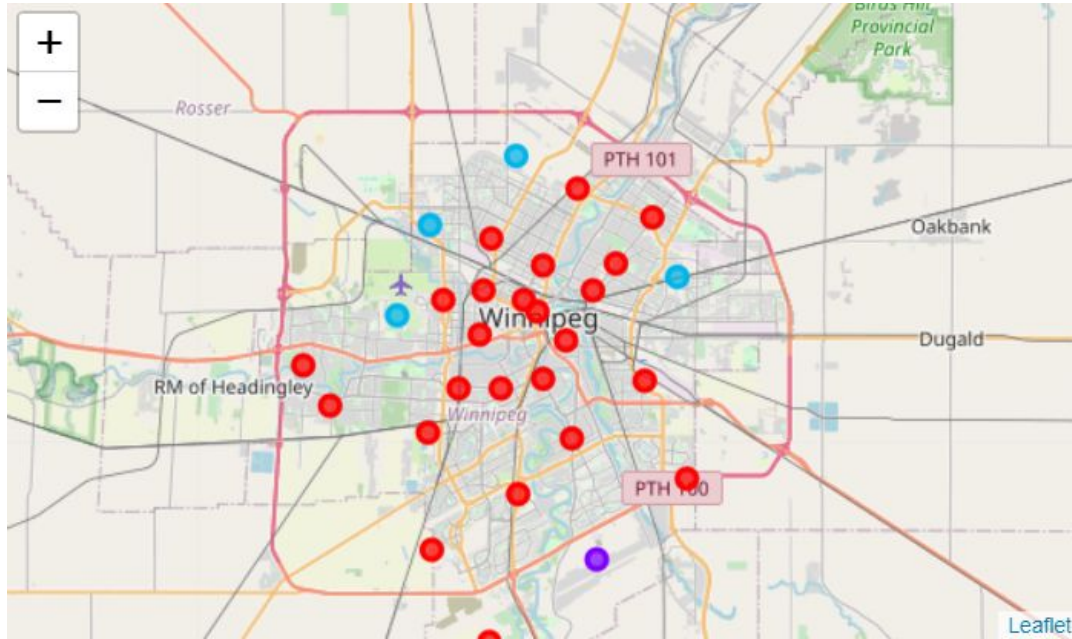 +
−
Birds Hill
Provincial
Park
Rosser
PTH 101
Oakbank
Winnipeg
Dugald
RM of Headingley
Winnipeg
PTH 100
Leaflet